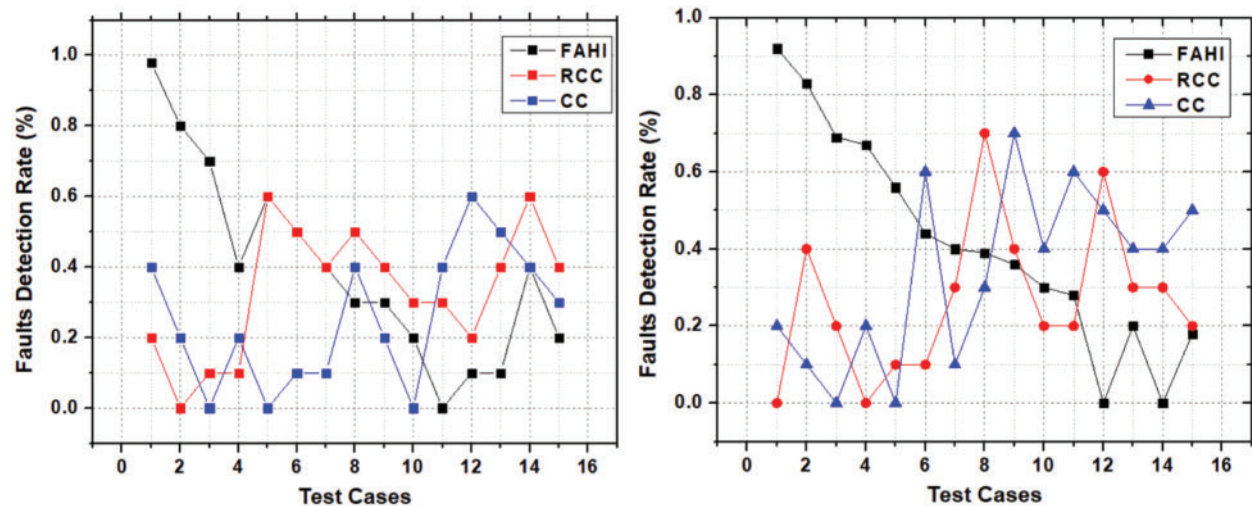 1.0
0.8
0.6
0.4
0.2
0.0
Faults Detection Rate (%)
FAHI
RCC
CC
0 2 4 6 8 10 12 14 16
Test Cases
1.0
0.8
0.6
0.4
0.2
0.0
Faults Detection Rate (%)
FAHI
RCC
CC
0 2 4 6 8 10 12 14 16
Test Cases